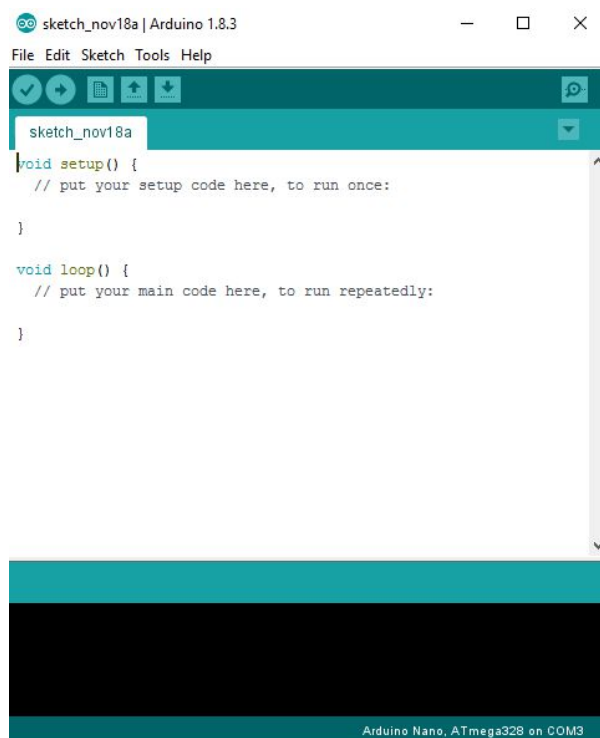 sketch_nov18a | Arduino 1.8.3
File Edit Sketch Tools Help
sketch_nov18a
void setup() {
  // put your setup code here, to run once:
}
void loop() {
  // put your main code here, to run repeatedly:
}
Arduino Nano, ATmega328 on COM3